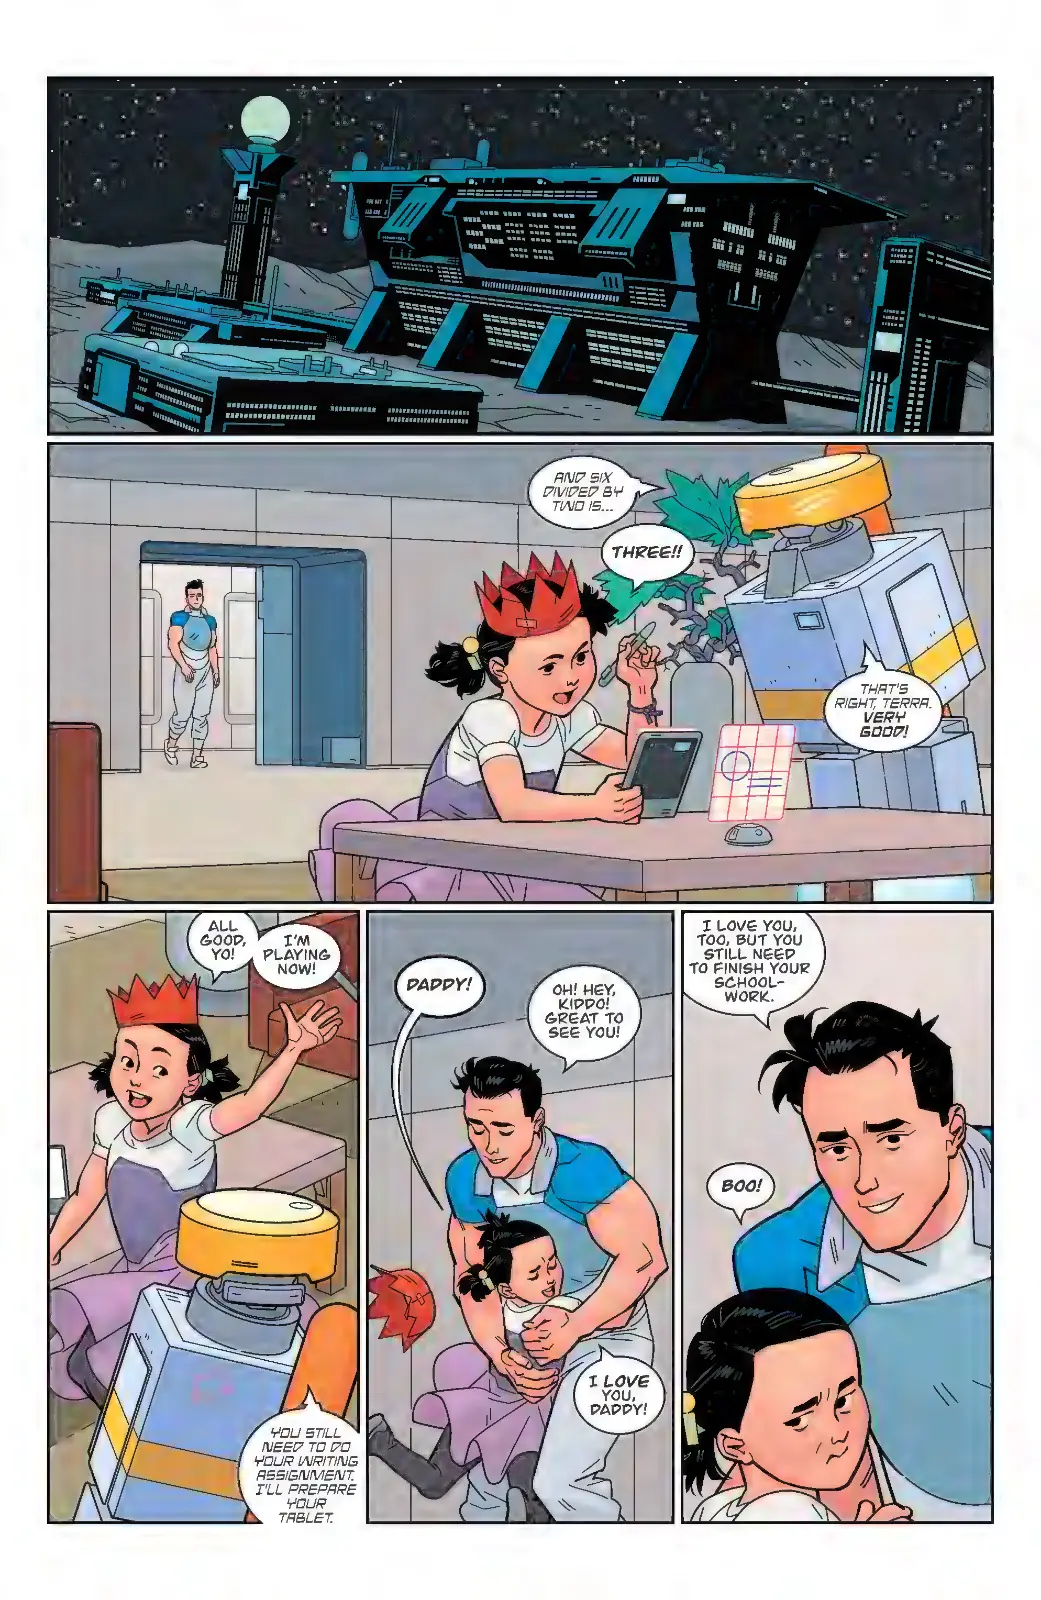 AND SIX
DIVIDED BY
TWO IS...
THREE!!
THAT'S
RIGHT, TERRA.
VERY
GOOD!
ALL
GOOD,
YO!
I'M
PLAYING
NOW!
YOU STILL
NEED TO DO
YOUR WRITING
ASSIGNMENT.
I'LL PREPARE
YOUR
TABLET.
DADDY!
OH! HEY,
KIDDO!
GREAT TO
SEE YOU!
I LOVE
YOU,
DADDY!
I LOVE YOU,
TOO, BUT YOU
STILL NEED
TO FINISH YOUR
SCHOOL-
WORK.
BOO!